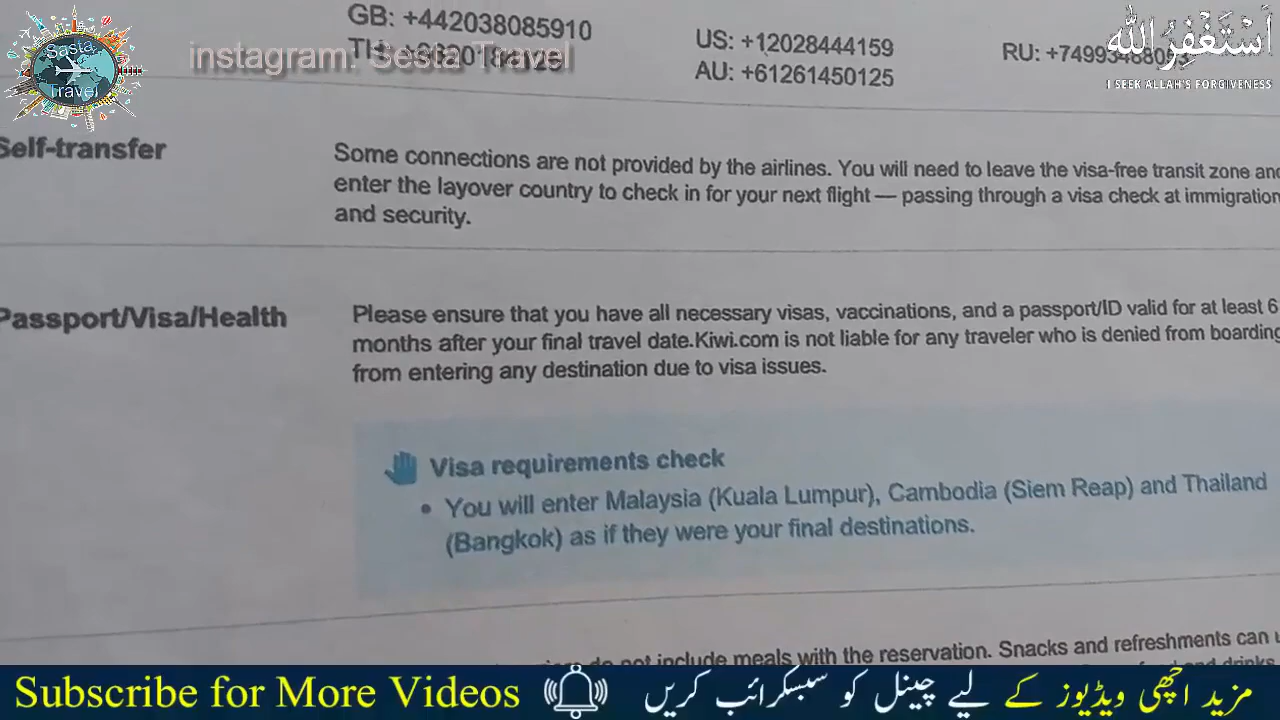 GB: +442038085910
instagram: Sesta Travel
US: +12028444159
AU: +61261450125
RU:
Sasta
Travel
أَسْتَغْفِرُ اللّٰه
I SEEK ALLAH'S FORGIVENESS
Self-transfer
Some connections are not provided by the airlines. You will need to leave the visa-free transit zone and
enter the layover country to check in for your next flight — passing through a visa check at immigration
and security.
Passport/Visa/Health
Please ensure that you have all necessary visas, vaccinations, and a passport/ID valid for at least 6
months after your final travel date.Kiwi.com is not liable for any traveler who is denied from boarding
from entering any destination due to visa issues.
Visa requirements check
• You will enter Malaysia (Kuala Lumpur), Cambodia (Siem Reap) and Thailand
(Bangkok) as if they were your final destinations.
not include meals with the reservation. Snacks and refreshments can
Subscribe for More Videos
مزید اچھی ویڈیوز کے لیے چینل کو سبسکرائب کریں